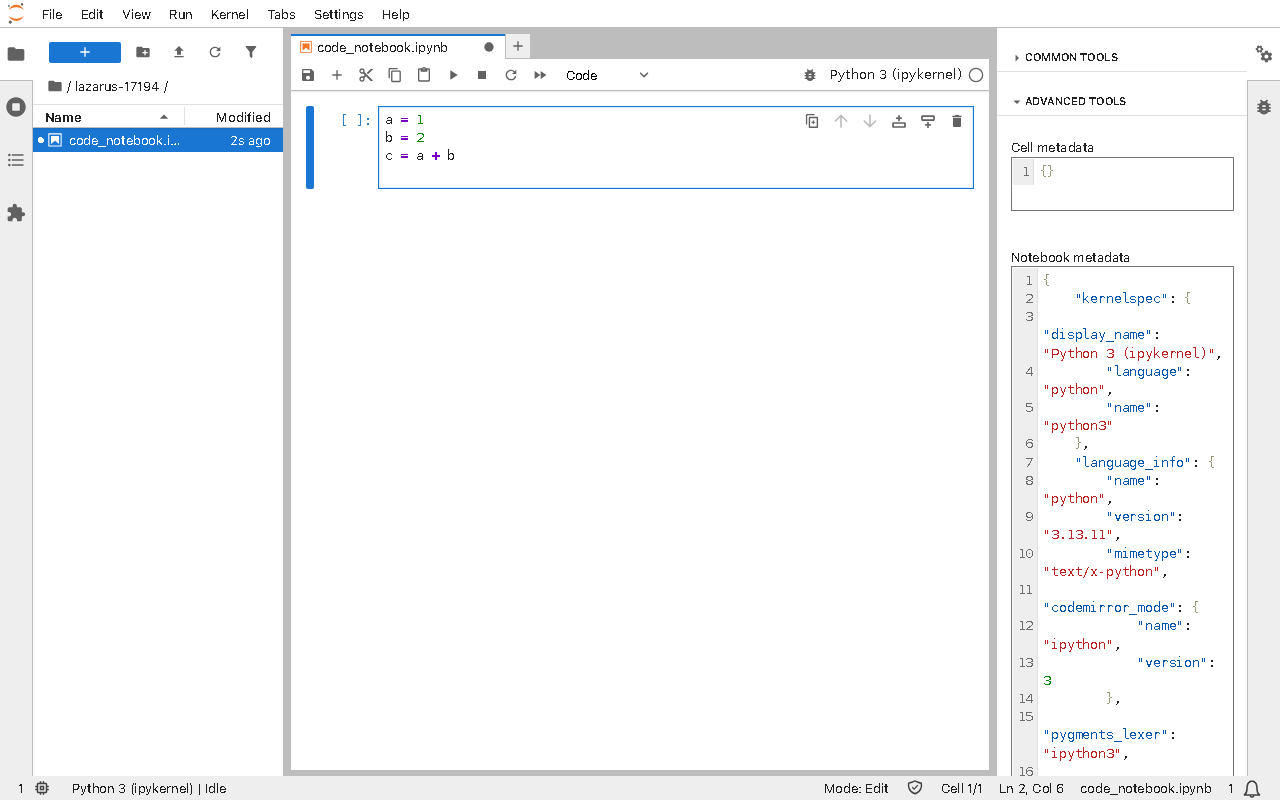 File Edit View Run Kernel Tabs Settings Help
+
/ lazarus-17194 /
Name Modified
code_notebook.i... 2s ago
code_notebook.ipynb
Code
Python 3 (ipykernel)
[ ]:
a = 1
b = 2
c = a + b
COMMON TOOLS
ADVANCED TOOLS
Cell metadata
1 {}
Notebook metadata
1 {
2 "kernelspec": {
3
"display_name":
"Python 3 (ipykernel)",
4 "language":
"python",
5 "name":
"python3"
6 },
7 "language_info": {
8 "name":
"python",
9 "version":
"3.13.11",
10 "mimetype":
"text/x-python",
11
"codemirror_mode": {
12 "name":
"ipython",
13 "version":
3
14 },
15
"pygments_lexer":
"ipython3",
16
1 Python 3 (ipykernel) | Idle Mode: Edit Cell 1/1 Ln 2, Col 6 code_notebook.ipynb 1